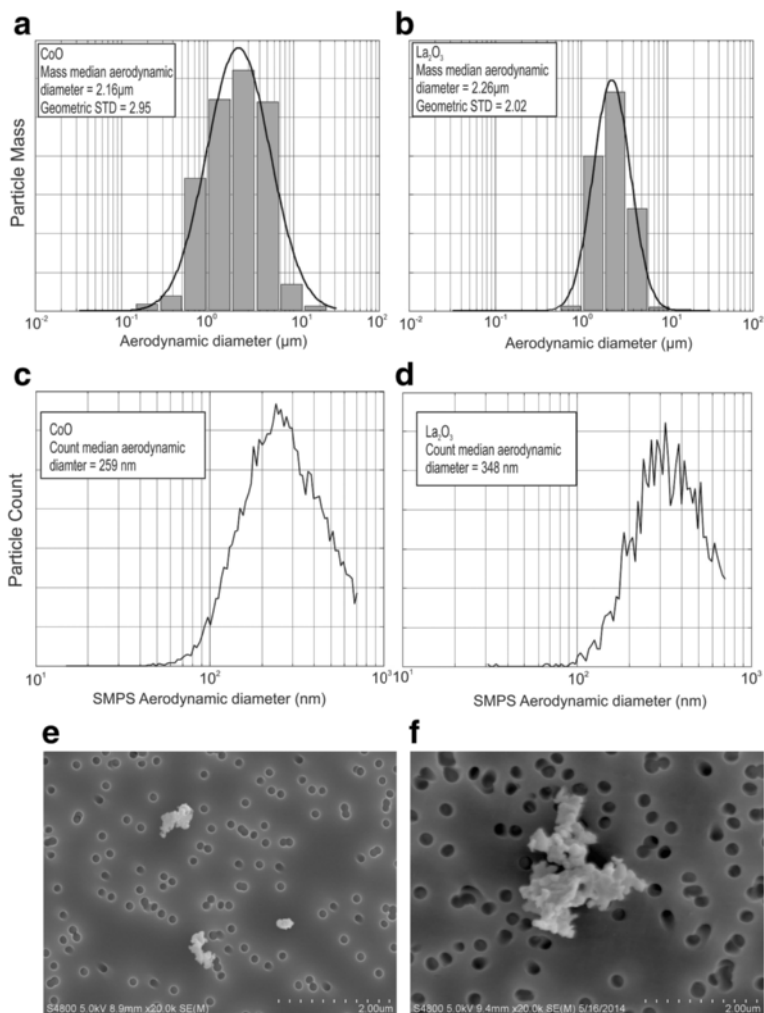 a
CoO
Mass median aerodynamic
diameter = 2.16µm
Geometric STD = 2.95
Particle Mass
10⁻² 10⁻¹ 10⁰ 10¹ 10²
Aerodynamic diameter (µm)
b
La₂O₃
Mass median aerodynamic
diameter = 2.26µm
Geometric STD = 2.02
10⁻² 10⁻¹ 10⁰ 10¹ 10²
Aerodynamic diameter (µm)
c
CoO
Count median aerodynamic
diamter = 259 nm
Particle Count
10¹ 10² 10³
SMPS Aerodynamic diameter (nm)
d
La₂O₃
Count median aerodynamic
diameter = 348 nm
10¹ 10² 10³
SMPS Aerodynamic diameter (nm)
e
S4800 5.0kV 8.9mm x20.0k SE(M) 2.00um
f
S4800 5.0kV 9.4mm x20.0k SE(M) 5/16/2014 2.00um